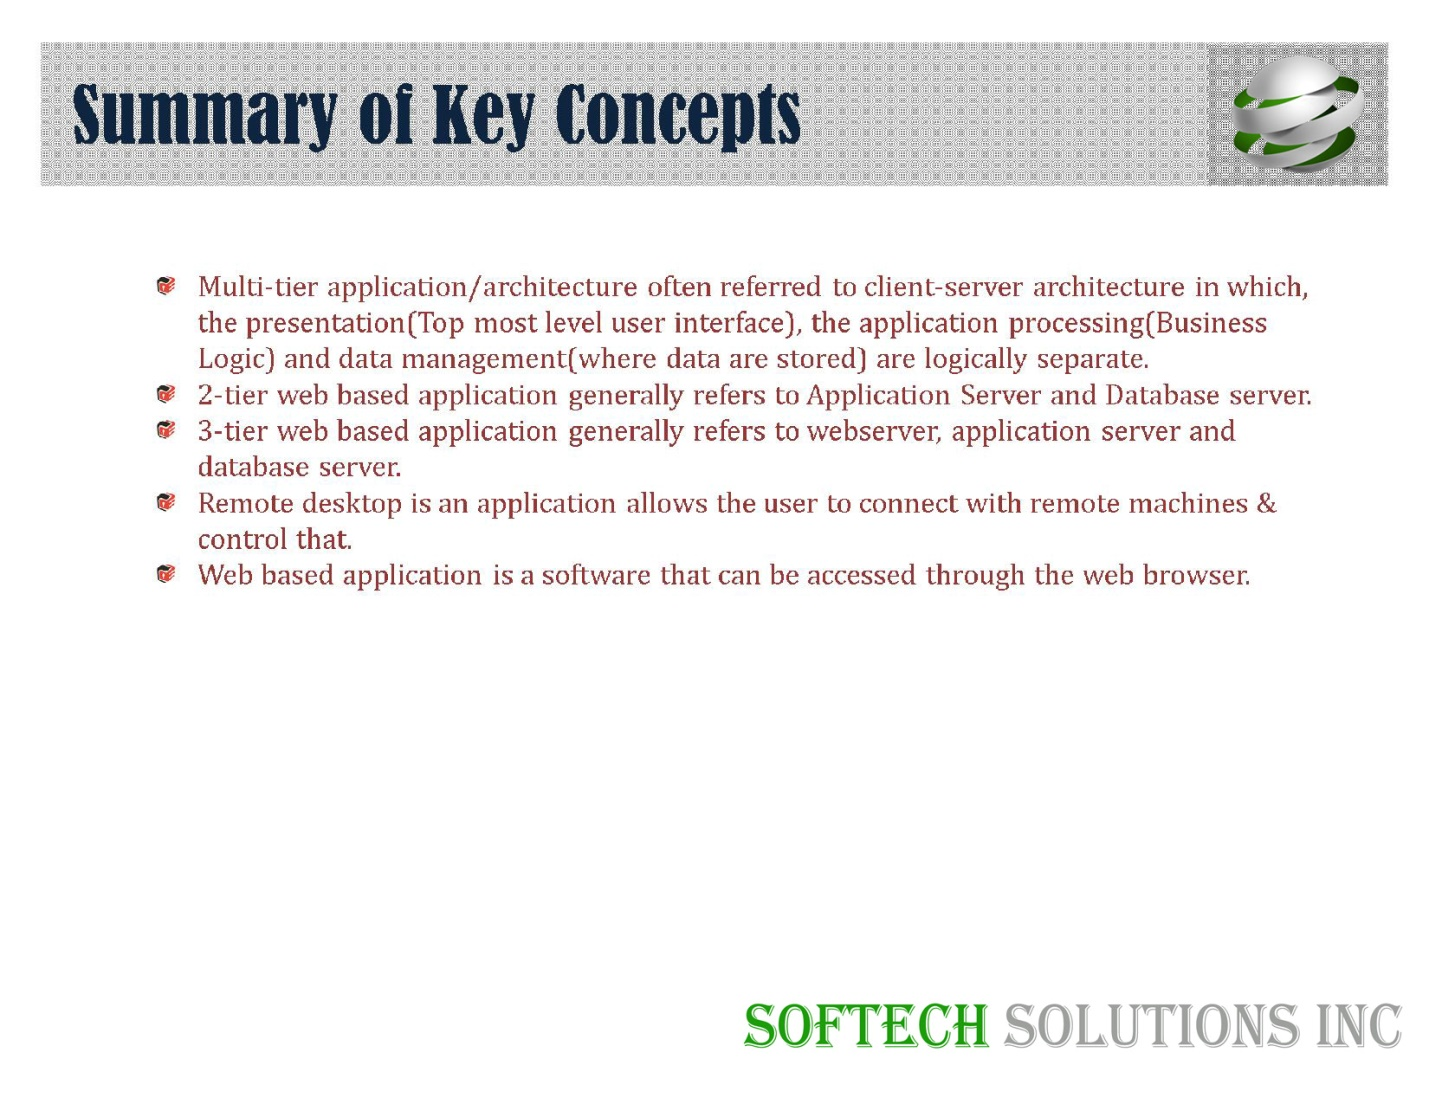 Summary of Key Concepts
Multi-tier application/architecture often referred to client-server architecture in which,
the presentation(Top most level user interface), the application processing(Business
Logic) and data management(where data are stored) are logically separate.
2-tier web based application generally refers to Application Server and Database server.
3-tier web based application generally refers to webserver, application server and
database server.
Remote desktop is an application allows the user to connect with remote machines &
control that.
Web based application is a software that can be accessed through the web browser.
SOFTECH SOLUTIONS INC